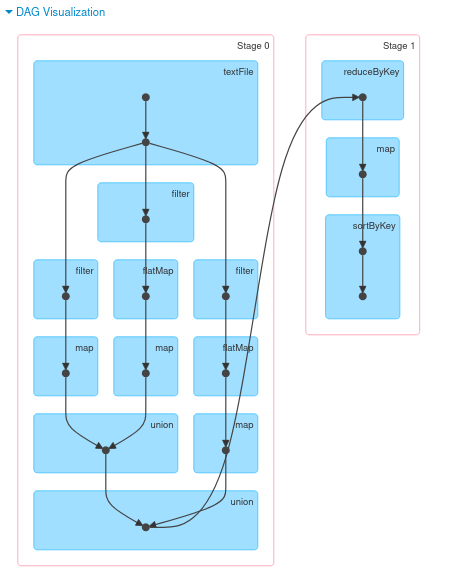 DAG Visualization
Stage 0
textFile
filter
filter
flatMap
filter
map
map
flatMap
union
map
union
Stage 1
reduceByKey
map
sortByKey